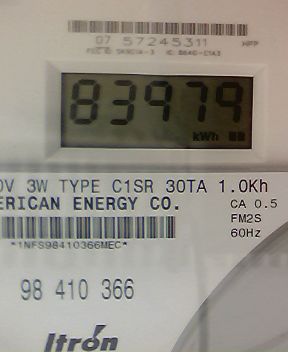 07 57245311
83979
kWh
0V 3W TYPE C1SR 30TA 1.0Kh
ERICAN ENERGY CO.
CA 0.5
FM2S
60Hz
*1NFS98410366MEC*
98 410 366
Itrón